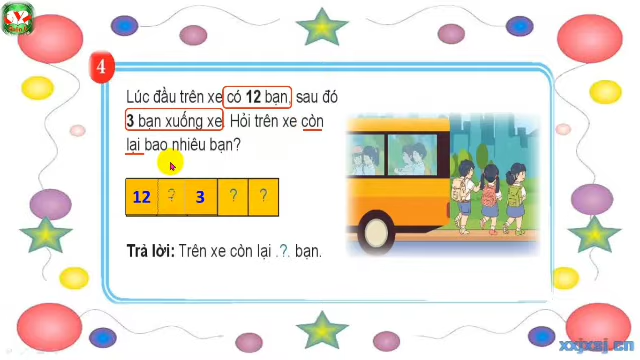 4
Lúc đầu trên xe có 12 bạn, sau đó
3 bạn xuống xe. Hỏi trên xe còn
lại bao nhiêu bạn?
12 ? 3 ? ?
Trả lời: Trên xe còn lại .?. bạn.
xxjxsj.cn